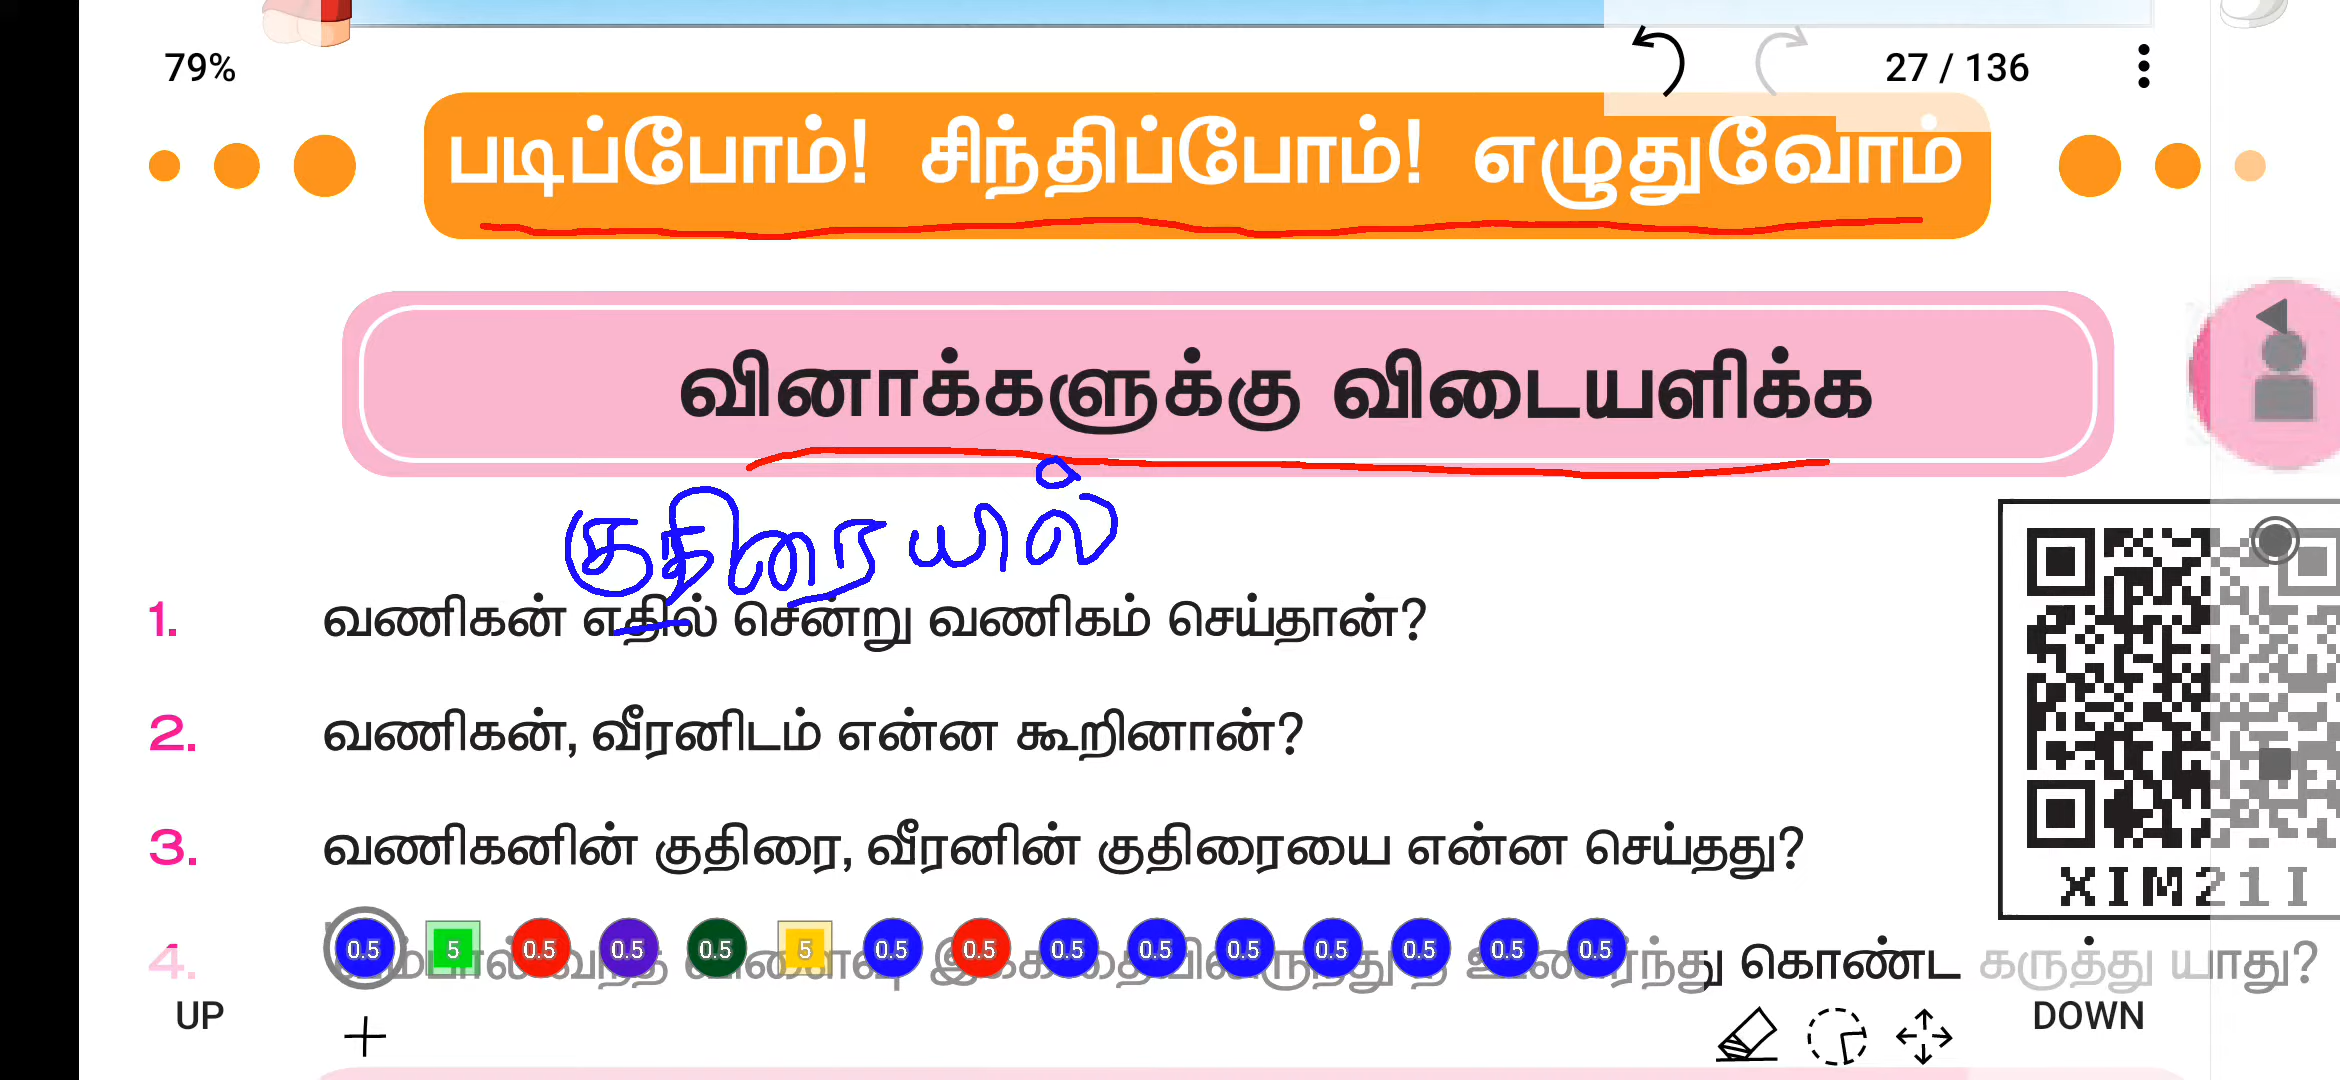 79%
27 / 136
படிப்போம்! சிந்திப்போம்! எழுதுவோம்
வினாக்களுக்கு விடையளிக்க
குதிரையில்
1. வணிகன் எதில் சென்று வணிகம் செய்தான்?
2. வணிகன், வீரனிடம் என்ன கூறினான்?
3. வணிகனின் குதிரை, வீரனின் குதிரையை என்ன செய்தது?
XIM21I
0.5 5 0.5 0.5 0.5 5 0.5 0.5 0.5 0.5 0.5 0.5 0.5 0.5 0.5
4. வந்த கொண்ட கருத்து யாது?
UP
DOWN